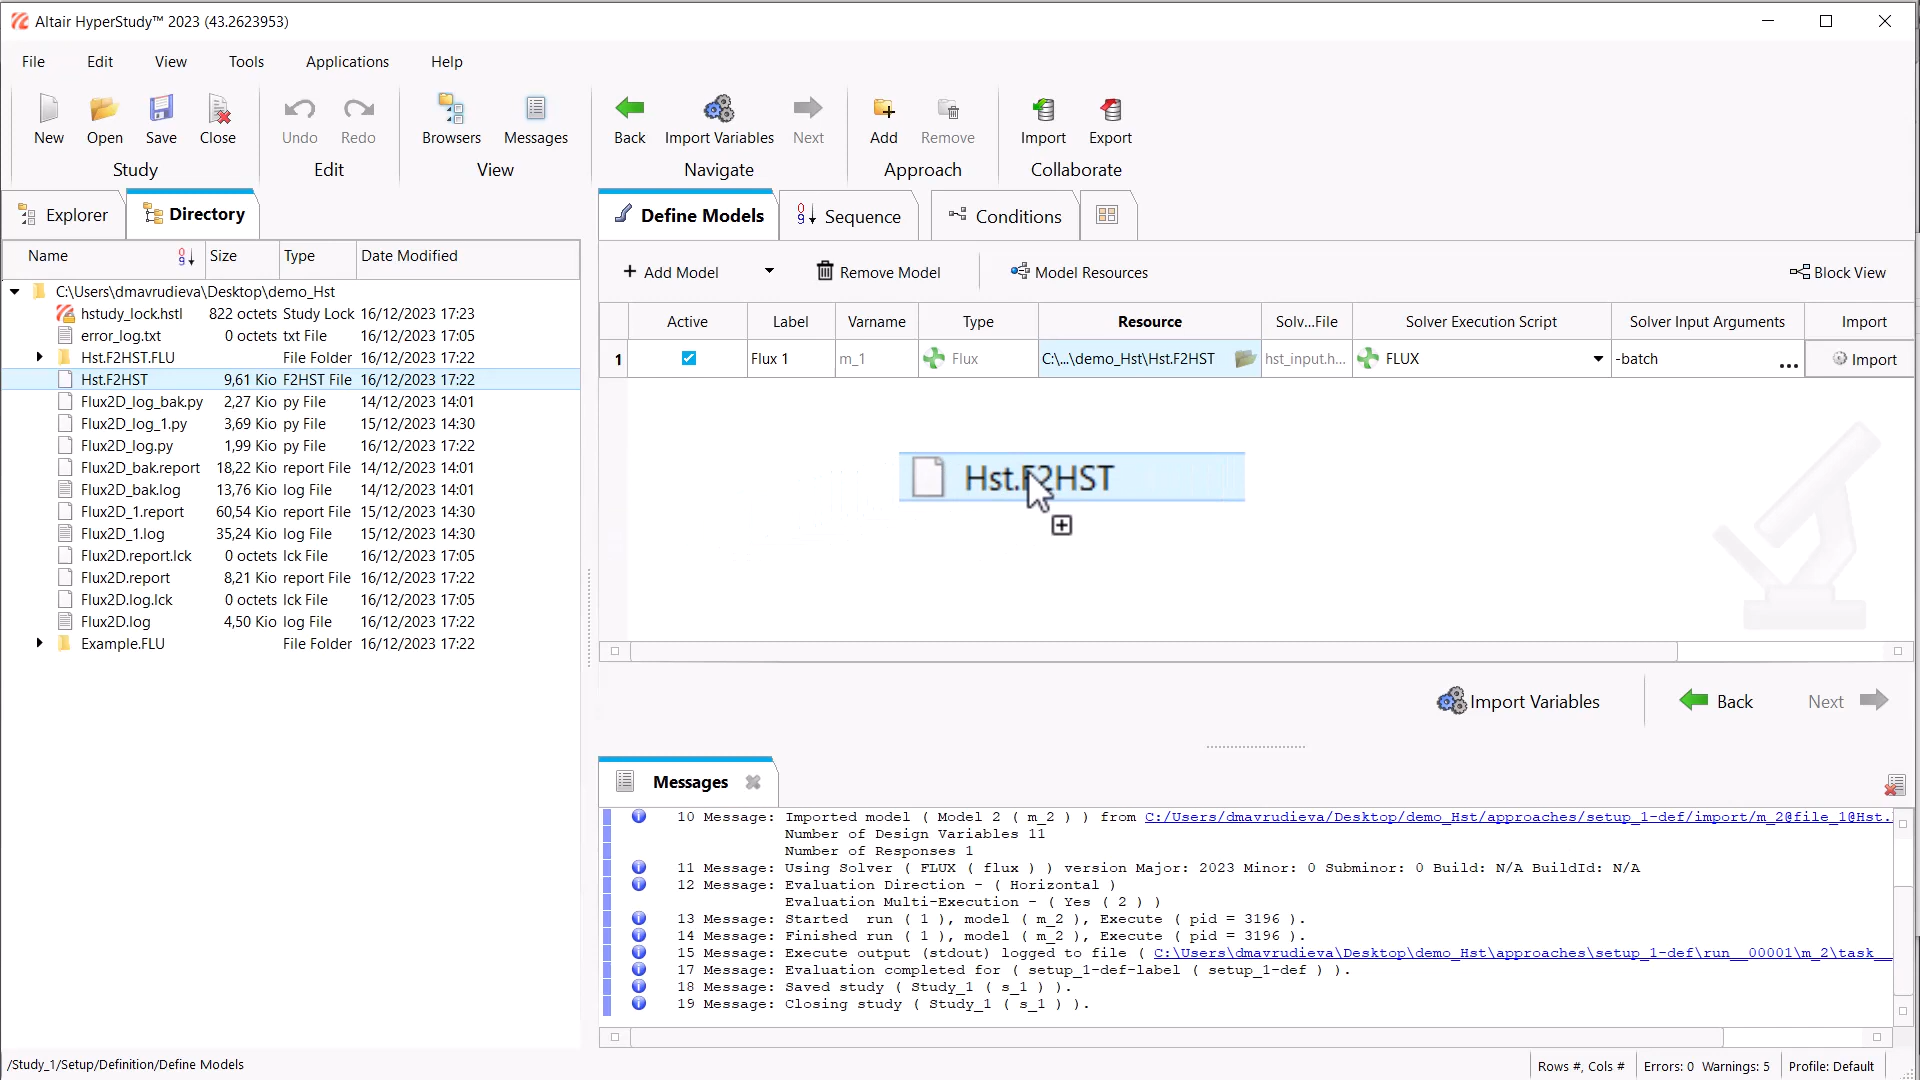 Altair HyperStudy™ 2023 (43.2623953)
File Edit View Tools Applications Help
New Open Save Close Undo Redo Browsers Messages Back Import Variables Next Add Remove Import Export
Study Edit View Navigate Approach Collaborate
Explorer Directory
Name Size Type Date Modified
C:\Users\dmavrudieva\Desktop\demo_Hst
hstudy_lock.hstl 822 octets Study Lock 16/12/2023 17:23
error_log.txt 0 octets txt File 16/12/2023 17:05
Hst.F2HST.FLU File Folder 16/12/2023 17:22
Hst.F2HST 9,61 Kio F2HST File 16/12/2023 17:22
Flux2D_log_bak.py 2,27 Kio py File 14/12/2023 14:01
Flux2D_log_1.py 3,69 Kio py File 15/12/2023 14:30
Flux2D_log.py 1,99 Kio py File 16/12/2023 17:22
Flux2D_bak.report 18,22 Kio report File 14/12/2023 14:01
Flux2D_bak.log 13,76 Kio log File 14/12/2023 14:01
Flux2D_1.report 60,54 Kio report File 15/12/2023 14:30
Flux2D_1.log 35,24 Kio log File 15/12/2023 14:30
Flux2D.report.lck 0 octets lck File 16/12/2023 17:05
Flux2D.report 8,21 Kio report File 16/12/2023 17:22
Flux2D.log.lck 0 octets lck File 16/12/2023 17:05
Flux2D.log 4,50 Kio log File 16/12/2023 17:22
Example.FLU File Folder 16/12/2023 17:22
Define Models Sequence Conditions
+ Add Model Remove Model Model Resources Block View
Active Label Varname Type Resource Solv...File Solver Execution Script Solver Input Arguments Import
1 Flux 1 m_1 Flux C:\...\demo_Hst\Hst.F2HST hst_input.h... FLUX -batch ... Import
Hst.F2HST
Import Variables Back Next
Messages
10 Message: Imported model ( Model 2 ( m_2 ) ) from C:/Users/dmavrudieva/Desktop/demo_Hst/approaches/setup_1-def/import/m_2@file_1@Hst.
Number of Design Variables 11
Number of Responses 1
11 Message: Using Solver ( FLUX ( flux ) ) version Major: 2023 Minor: 0 Subminor: 0 Build: N/A BuildId: N/A
12 Message: Evaluation Direction - ( Horizontal )
Evaluation Multi-Execution - ( Yes ( 2 ) )
13 Message: Started run ( 1 ), model ( m_2 ), Execute ( pid = 3196 ).
14 Message: Finished run ( 1 ), model ( m_2 ), Execute ( pid = 3196 ).
15 Message: Execute output (stdout) logged to file ( C:\Users\dmavrudieva\Desktop\demo_Hst\approaches\setup_1-def\run__00001\m_2\task__
17 Message: Evaluation completed for ( setup_1-def-label ( setup_1-def ) ).
18 Message: Saved study ( Study_1 ( s_1 ) ).
19 Message: Closing study ( Study_1 ( s_1 ) ).
/Study_1/Setup/Definition/Define Models
Rows #, Cols # Errors: 0 Warnings: 5 Profile: Default